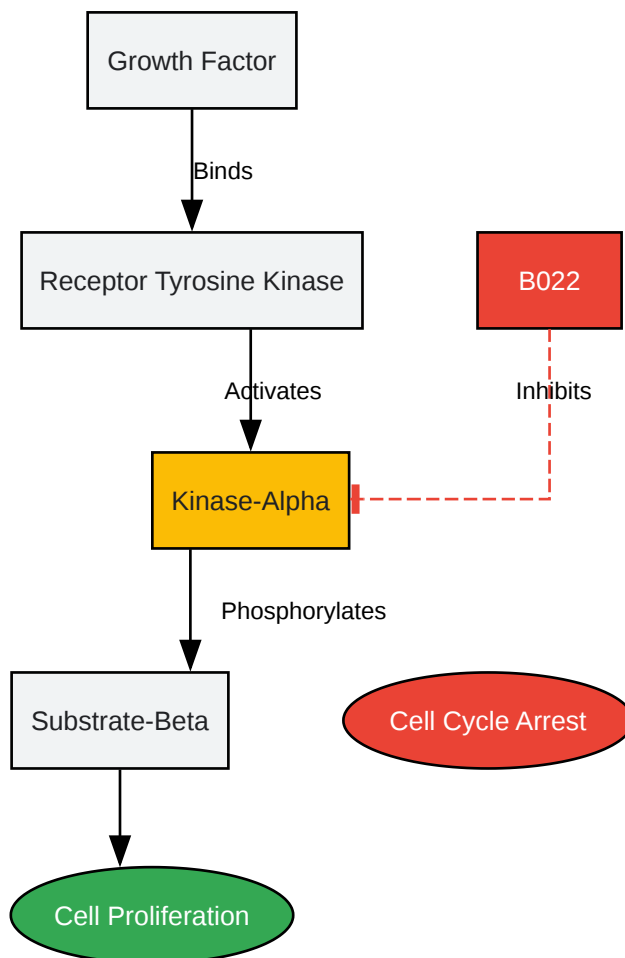 Growth Factor
Binds
Receptor Tyrosine Kinase
B022
Activates
Inhibits
Kinase-Alpha
Phosphorylates
Substrate-Beta
Cell Cycle Arrest
Cell Proliferation